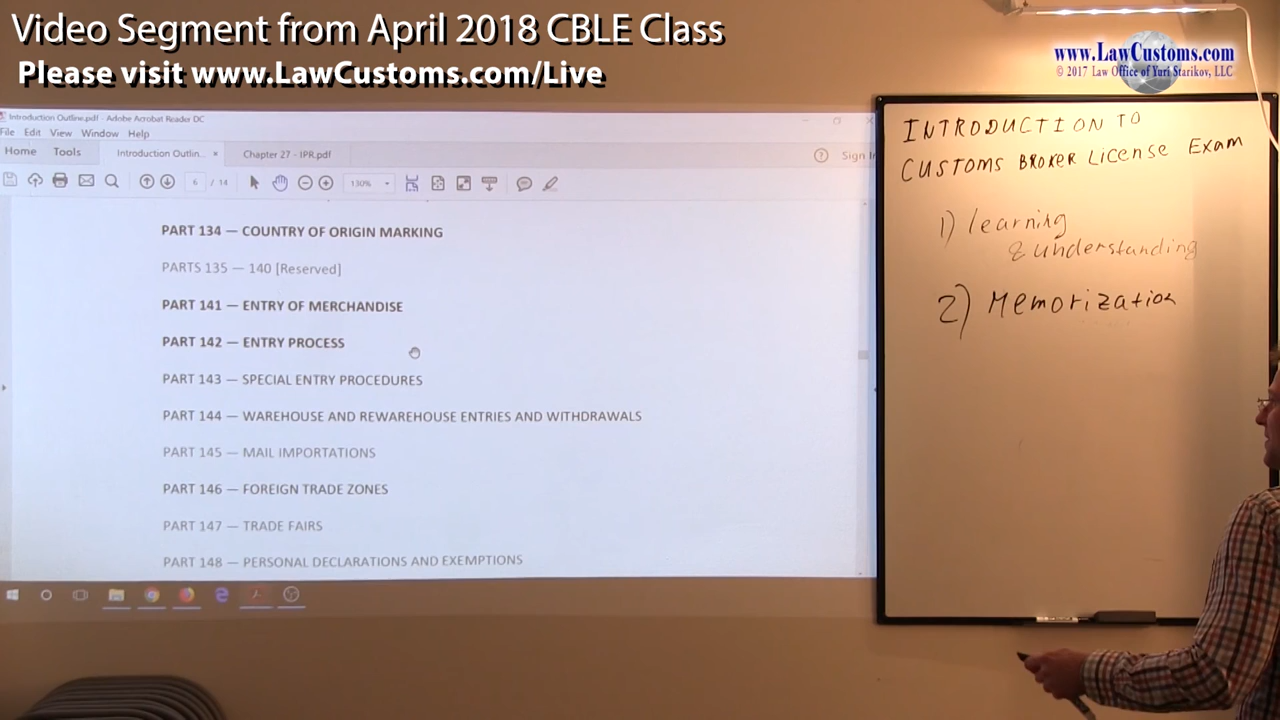 Video Segment from April 2018 CBLE Class
Please visit www.LawCustoms.com/Live
www.LawCustoms.com
© 2017 Law Office of Yuri Starikov, LLC
Introduction Outline.pdf - Adobe Acrobat Reader DC
File Edit View Window Help
Home Tools Introduction Outlin... × Chapter 27 - IPR.pdf Sign In
6 / 14 130%
PART 134 — COUNTRY OF ORIGIN MARKING
PARTS 135 — 140 [Reserved]
PART 141 — ENTRY OF MERCHANDISE
PART 142 — ENTRY PROCESS
PART 143 — SPECIAL ENTRY PROCEDURES
PART 144 — WAREHOUSE AND REWAREHOUSE ENTRIES AND WITHDRAWALS
PART 145 — MAIL IMPORTATIONS
PART 146 — FOREIGN TRADE ZONES
PART 147 — TRADE FAIRS
PART 148 — PERSONAL DECLARATIONS AND EXEMPTIONS
INTRODUCTION TO
CUSTOMS BROKER LICENSE EXAM
1) learning
& understanding
2) Memorization